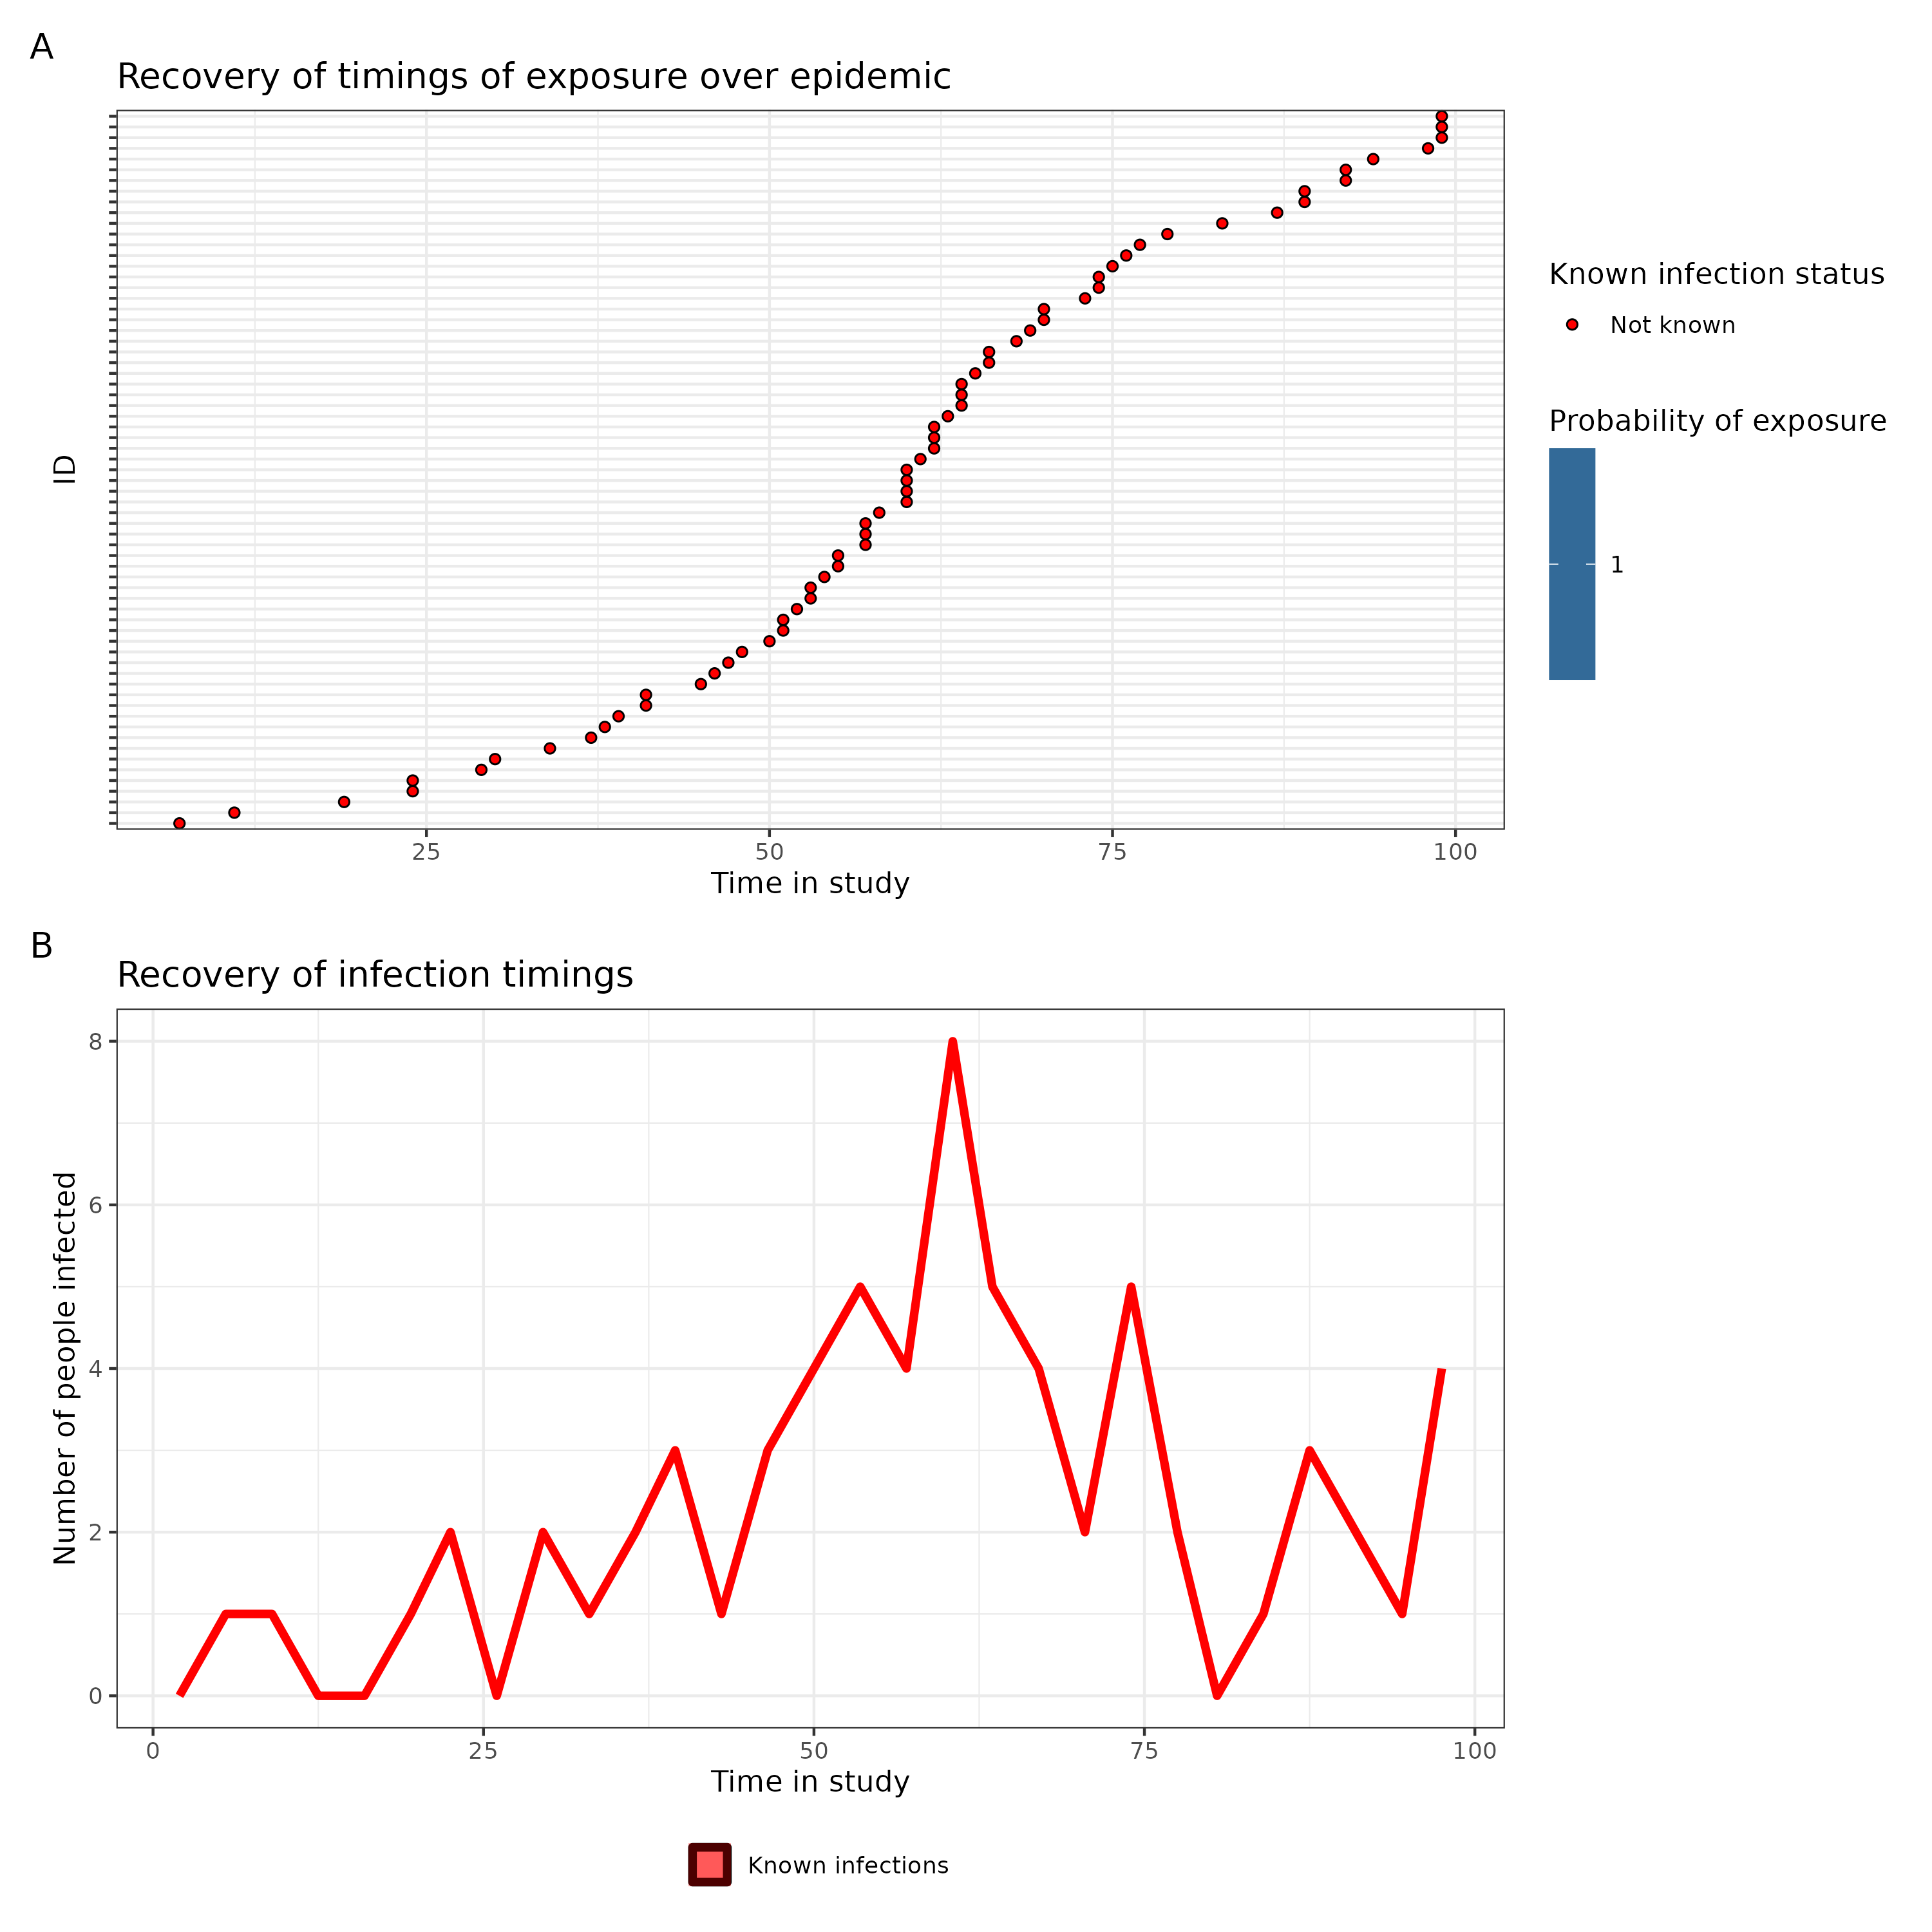 A
Recovery of timings of exposure over epidemic
ID
25 50 75 100
Time in study
Known infection status
Not known
Probability of exposure
1
B
Recovery of infection timings
Number of people infected
8
6
4
2
0
0 25 50 75 100
Time in study
Known infections